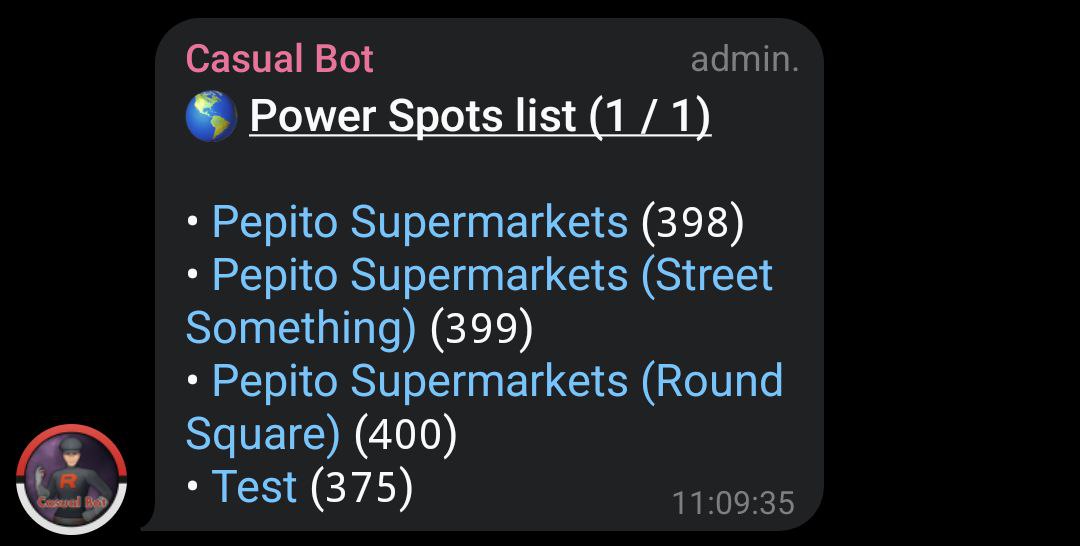 Casual Bot admin.
Power Spots list (1 / 1)
• Pepito Supermarkets (398)
• Pepito Supermarkets (Street
Something) (399)
• Pepito Supermarkets (Round
Square) (400)
• Test (375)
11:09:35
R
Casual Bot